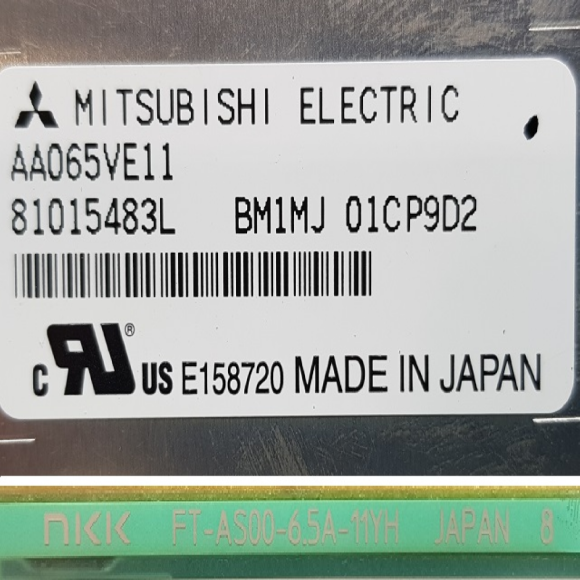 MITSUBISHI ELECTRIC
AA065VE11
81015483L BM1MJ 01CP9D2
c RU ® US E158720 MADE IN JAPAN
NKK FT-AS00-6.5A-11YH JAPAN 8